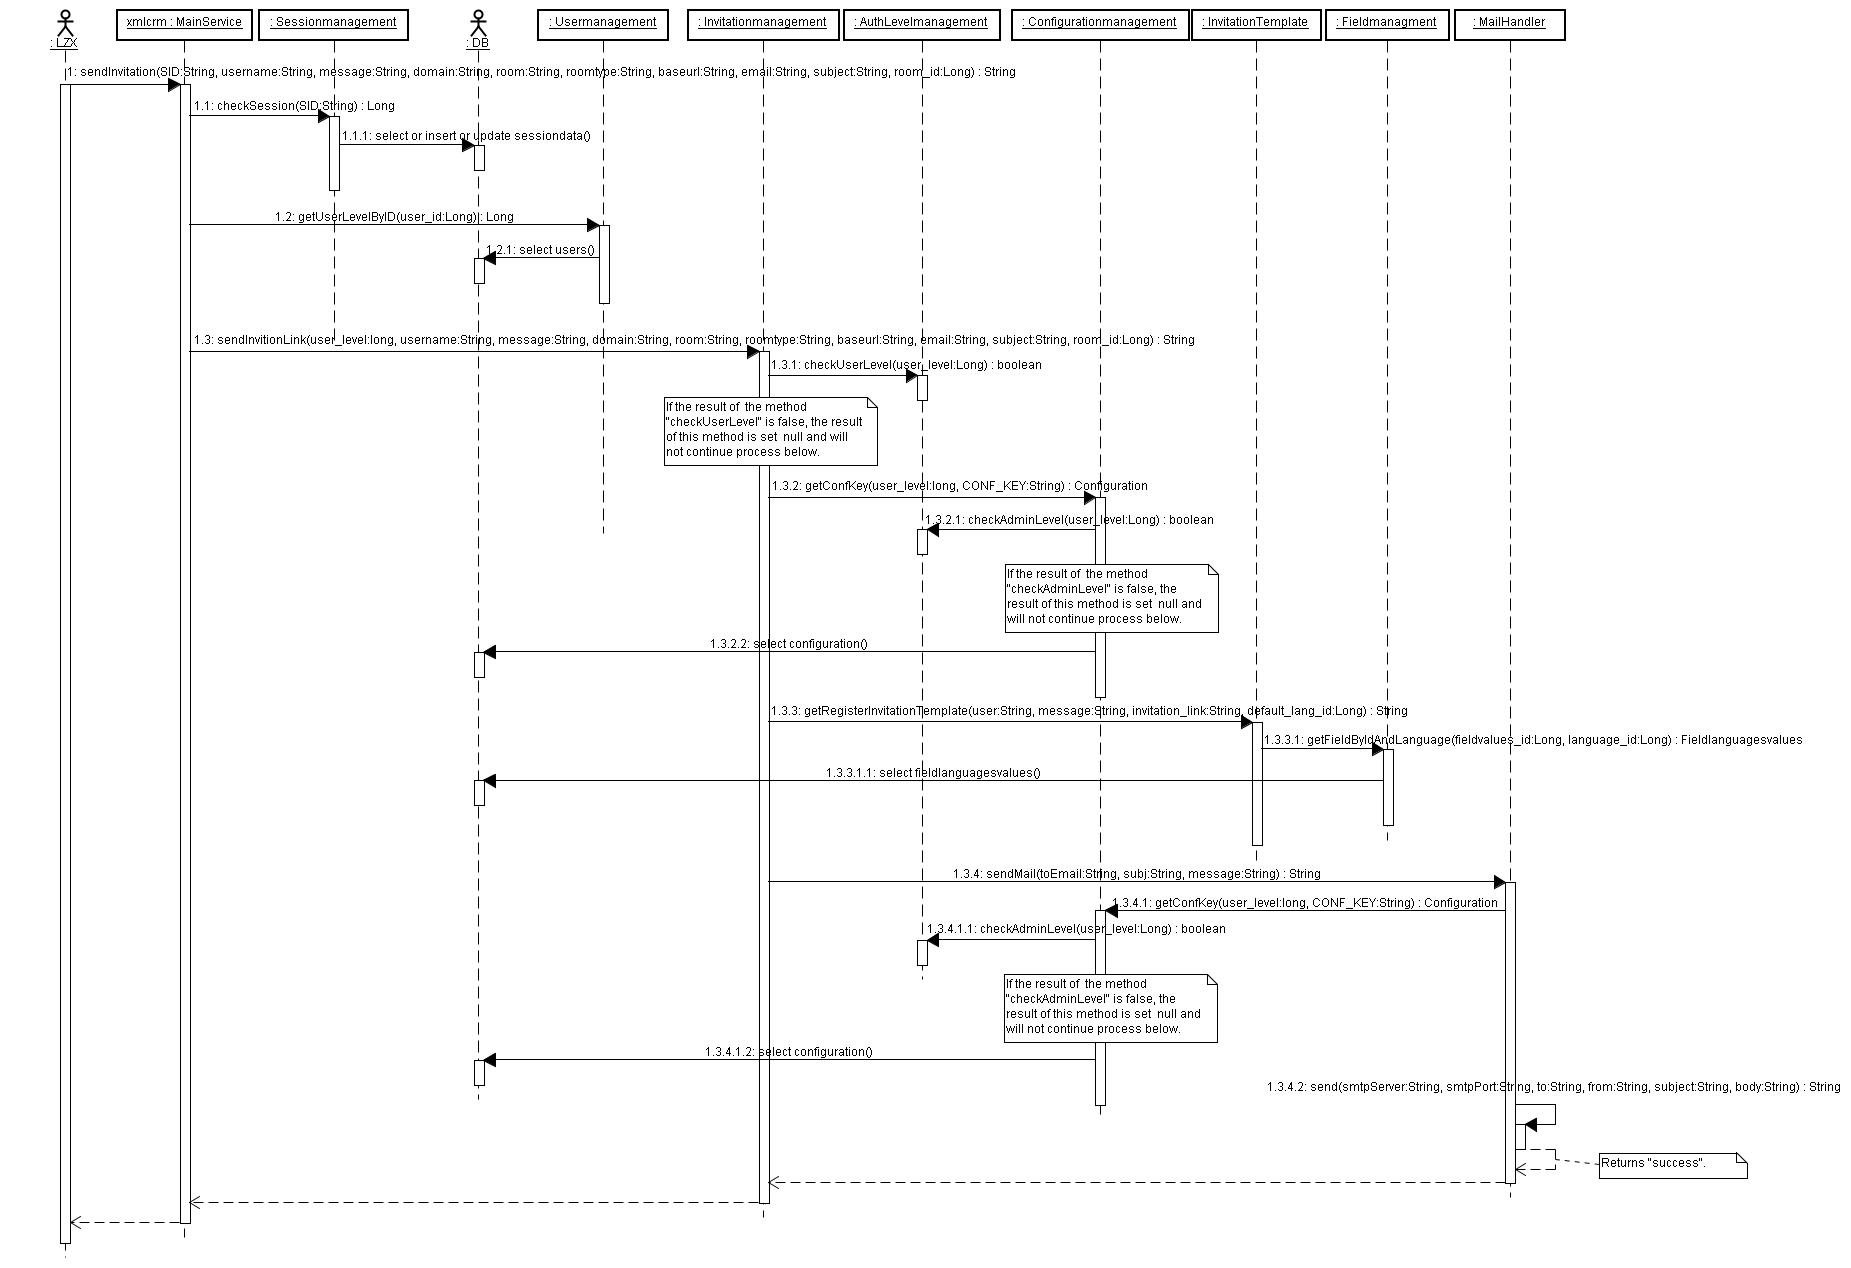 xmlcrm : MainService
: Sessionmanagement
: Usermanagement
: Invitationmanagement
: AuthLevelmanagement
: Configurationmanagement
: InvitationTemplate
: Fieldmanagment
: MailHandler
: LZX
: DB
1: sendInvitation(SID:String, username:String, message:String, domain:String, room:String, roomtype:String, baseurl:String, email:String, subject:String, room_id:Long) : String
1.1: checkSession(SID:String) : Long
1.1.1: select or insert or update sessiondata()
1.2: getUserLevelByID(user_id:Long) : Long
1.2.1: select users()
1.3: sendInvitionLink(user_level:long, username:String, message:String, domain:String, room:String, roomtype:String, baseurl:String, email:String, subject:String, room_id:Long) : String
1.3.1: checkUserLevel(user_level:Long) : boolean
If the result of the method
"checkUserLevel" is false, the result
of this method is set null and will
not continue process below.
1.3.2: getConfKey(user_level:long, CONF_KEY:String) : Configuration
1.3.2.1: checkAdminLevel(user_level:Long) : boolean
If the result of the method
"checkAdminLevel" is false, the
result of this method is set null and
will not continue process below.
1.3.2.2: select configuration()
1.3.3: getRegisterInvitationTemplate(user:String, message:String, invitation_link:String, default_lang_id:Long) : String
1.3.3.1: getFieldByIdAndLanguage(fieldvalues_id:Long, language_id:Long) : Fieldlanguagesvalues
1.3.3.1.1: select fieldlanguagesvalues()
1.3.4: sendMail(toEmail:String, subj:String, message:String) : String
1.3.4.1: getConfKey(user_level:long, CONF_KEY:String) : Configuration
1.3.4.1.1: checkAdminLevel(user_level:Long) : boolean
If the result of the method
"checkAdminLevel" is false, the
result of this method is set null and
will not continue process below.
1.3.4.1.2: select configuration()
1.3.4.2: send(smtpServer:String, smtpPort:String, to:String, from:String, subject:String, body:String) : String
Returns "success".